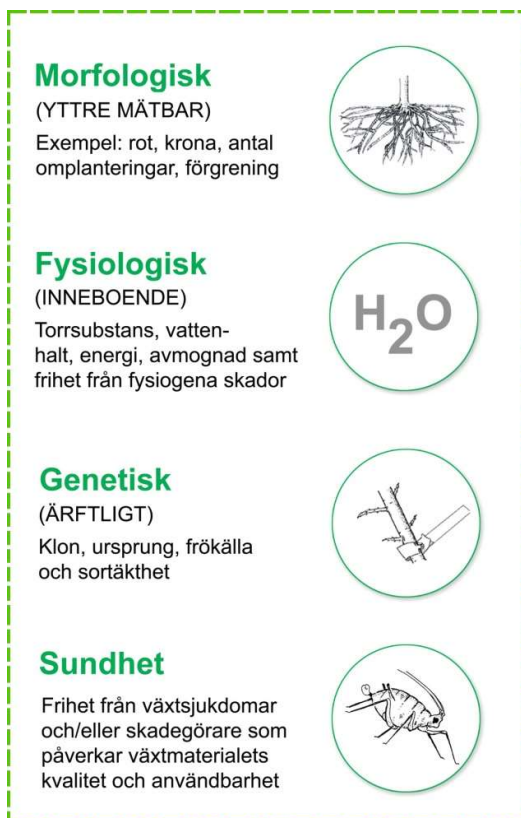 Morfologisk
(YTTRE MÄTBAR)
Exempel: rot, krona, antal
omplanteringar, förgrening
Fysiologisk
(INNEBOENDE)
Torrsubstans, vatten-
halt, energi, avmognad samt
frihet från fysiogena skador
H₂O
Genetisk
(ÄRFTLIGT)
Klon, ursprung, frökälla
och sortäkthet
Sundhet
Frihet från växtsjukdomar
och/eller skadegörare som
påverkar växtmaterialets
kvalitet och användbarhet